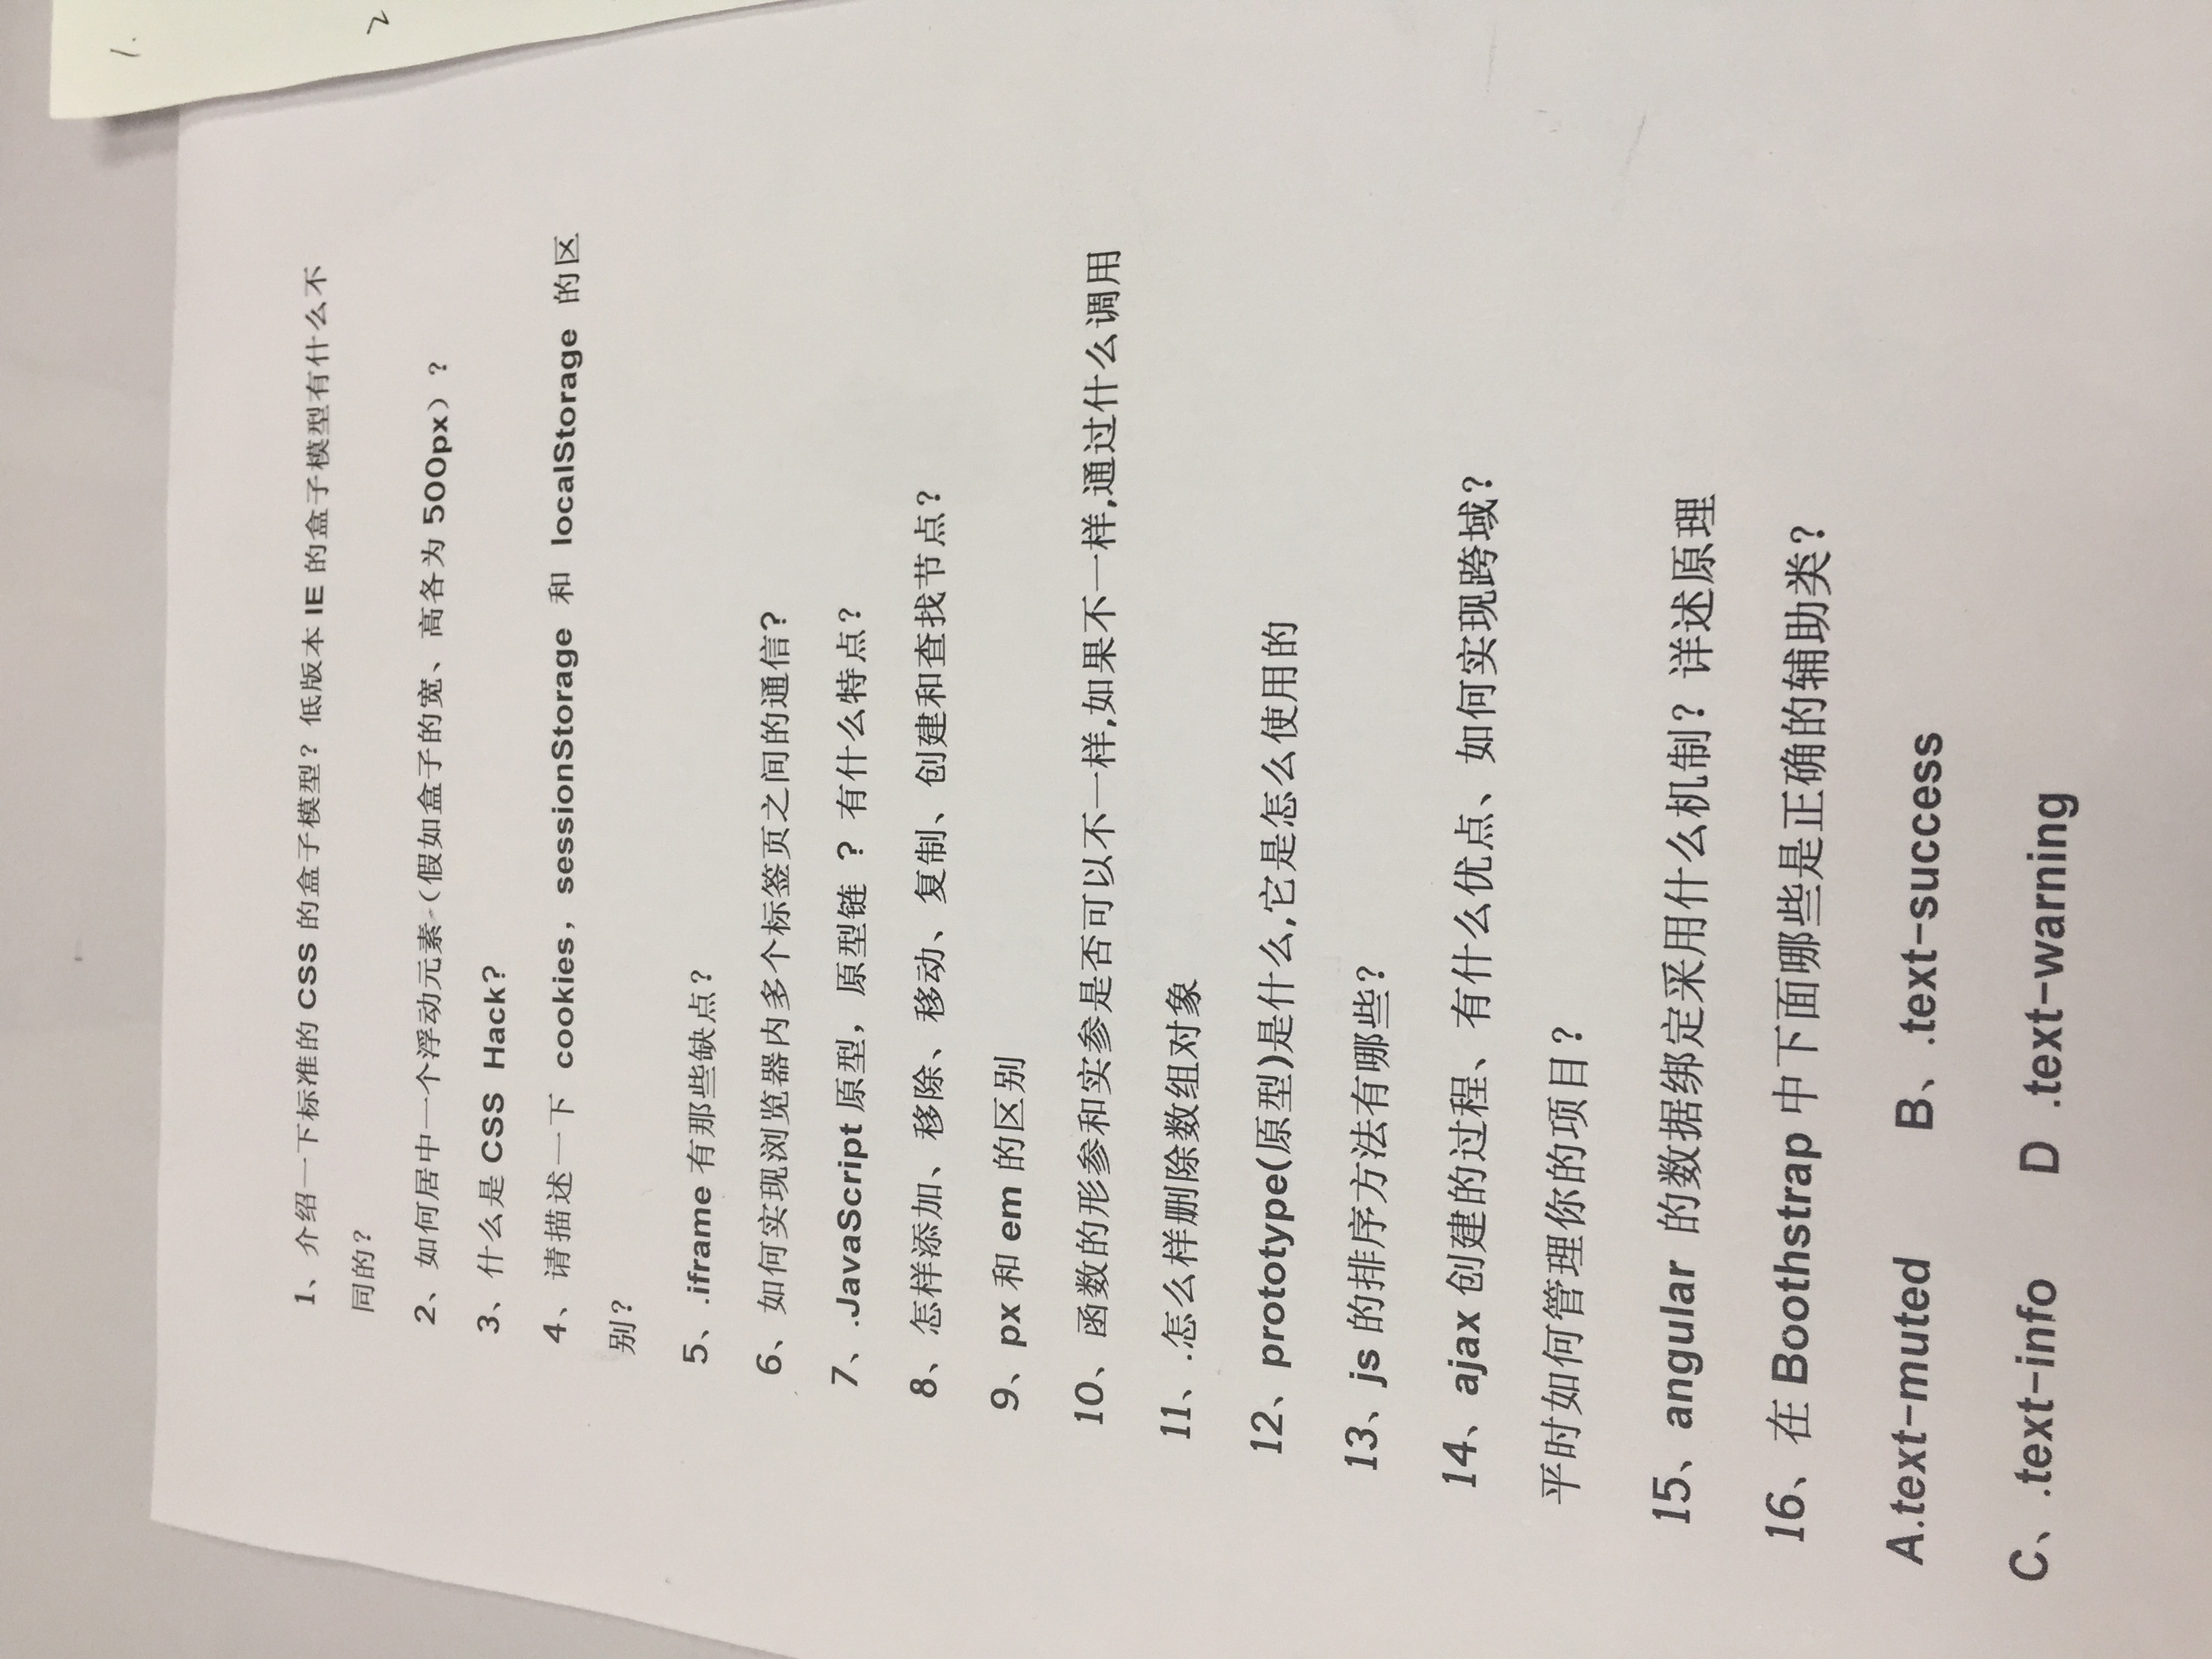 1、介绍一下标准的 CSS 的盒子模型？低版本 IE 的盒子模型有什么不
同的？
2、如何居中一个浮动元素（假如盒子的宽、高各为 500px）？
3、什么是 CSS Hack？
4、请描述一下 cookies，sessionStorage 和 localStorage 的区
别？
5、.iframe 有那些缺点？
6、如何实现浏览器内多个标签页之间的通信？
7、.JavaScript 原型，原型链 ？ 有什么特点？
8、怎样添加、移除、移动、复制、创建和查找节点？
9、px 和 em 的区别
10、函数的形参和实参是否可以不一样,如果不一样,通过什么调用
11、.怎么样删除数组对象
12、prototype(原型)是什么,它是怎么使用的
13、js 的排序方法有哪些？
14、ajax 创建的过程、有什么优点、如何实现跨域？
平时如何管理你的项目？
15、angular 的数据绑定采用什么机制？详述原理
16、在 Boothstrap 中下面哪些是正确的辅助类？
A.text-muted B、.text-success
C、.text-info D .text-warning
1.
2